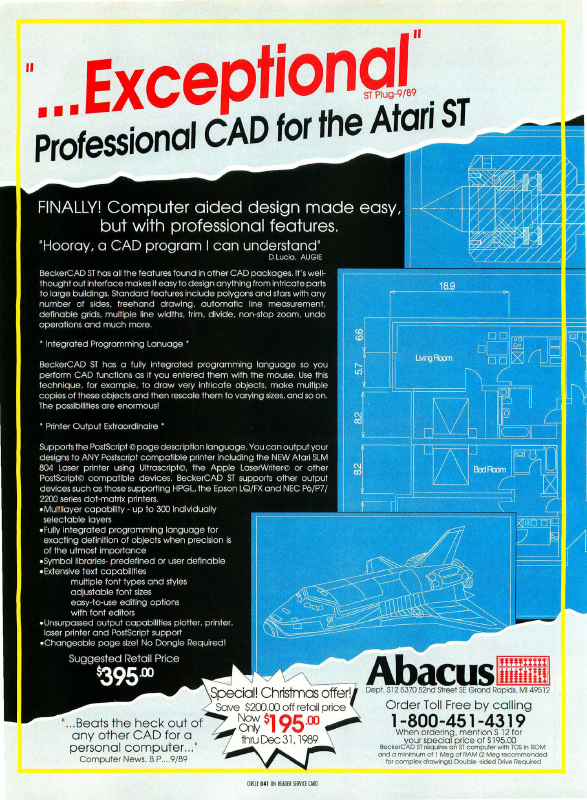 "...Exceptional"
ST Plug-9/89
Professional CAD for the Atari ST
FINALLY! Computer aided design made easy,
but with professional features.
"Hooray, a CAD program I can understand"
D.Lucia, AUGIE
BeckerCAD ST has all the features found in other CAD packages. It's well-
thought out interface makes it easy to design anything from intricate parts
to large buildings. Standard features include polygons and stars with any
number of sides, freehand drawing, automatic line measurement,
definable grids, multiple line widths, trim, divide, non-stop zoom, undo
operations and much more.
* Integrated Programming Lanuage *
BeckerCAD ST has a fully integrated programming language so you
perform CAD functions as if you entered them with the mouse. Use this
technique, for example, to draw very intricate objects, make multiple
copies of these objects and then rescale them to varying sizes, and so on.
The possibilities are enormous!
* Printer Output Extraordinaire *
Supports the PostScript © page description language. You can output your
designs to ANY Postscript compatible printer including the NEW Atari SLM
804 Laser printer using Ultrascript©, the Apple LaserWriter© or other
PostScript© compatible devices. BeckerCAD ST supports other output
devices such as those supporting HPGL, the Epson LQ/FX and NEC P6/P7/
2200 series dot-matrix printers.
•Multilayer capability - up to 300 individually
selectable layers
•Fully integrated programming language for
exacting definition of objects when precision is
of the utmost importance
•Symbol libraries- predefined or user definable
•Extensive text capabilities
multiple font types and styles
adjustable font sizes
easy-to-use editing options
with font editors
•Unsurpassed output capabilities plotter, printer,
laser printer and PostScript support
•Changeable page size! No Dongle Required!
Suggested Retail Price
$395.00
18.9
6.6
5.7
8.2
8.2
Living Room
Bed Room
Special! Christmas offer!
Save $200.00 off retail price
Now
Only $195.00
thru Dec 31, 1989
"...Beats the heck out of
any other CAD for a
personal computer..."
Computer News, B.P....9/89
Abacus
Dept. S12 5370 52nd Street SE Grand Rapids, MI 49512
Order Toll Free by calling
1-800-451-4319
When ordering, mention S 12 for
your special price of $195.00
BeckerCAD ST requires an ST computer with TOS in ROM
and a minimum of 1 Meg of RAM (2 Meg recommended
for complex drawings) Double -sided Drive Required
CIRCLE 041 ON READER SERVICE CARD